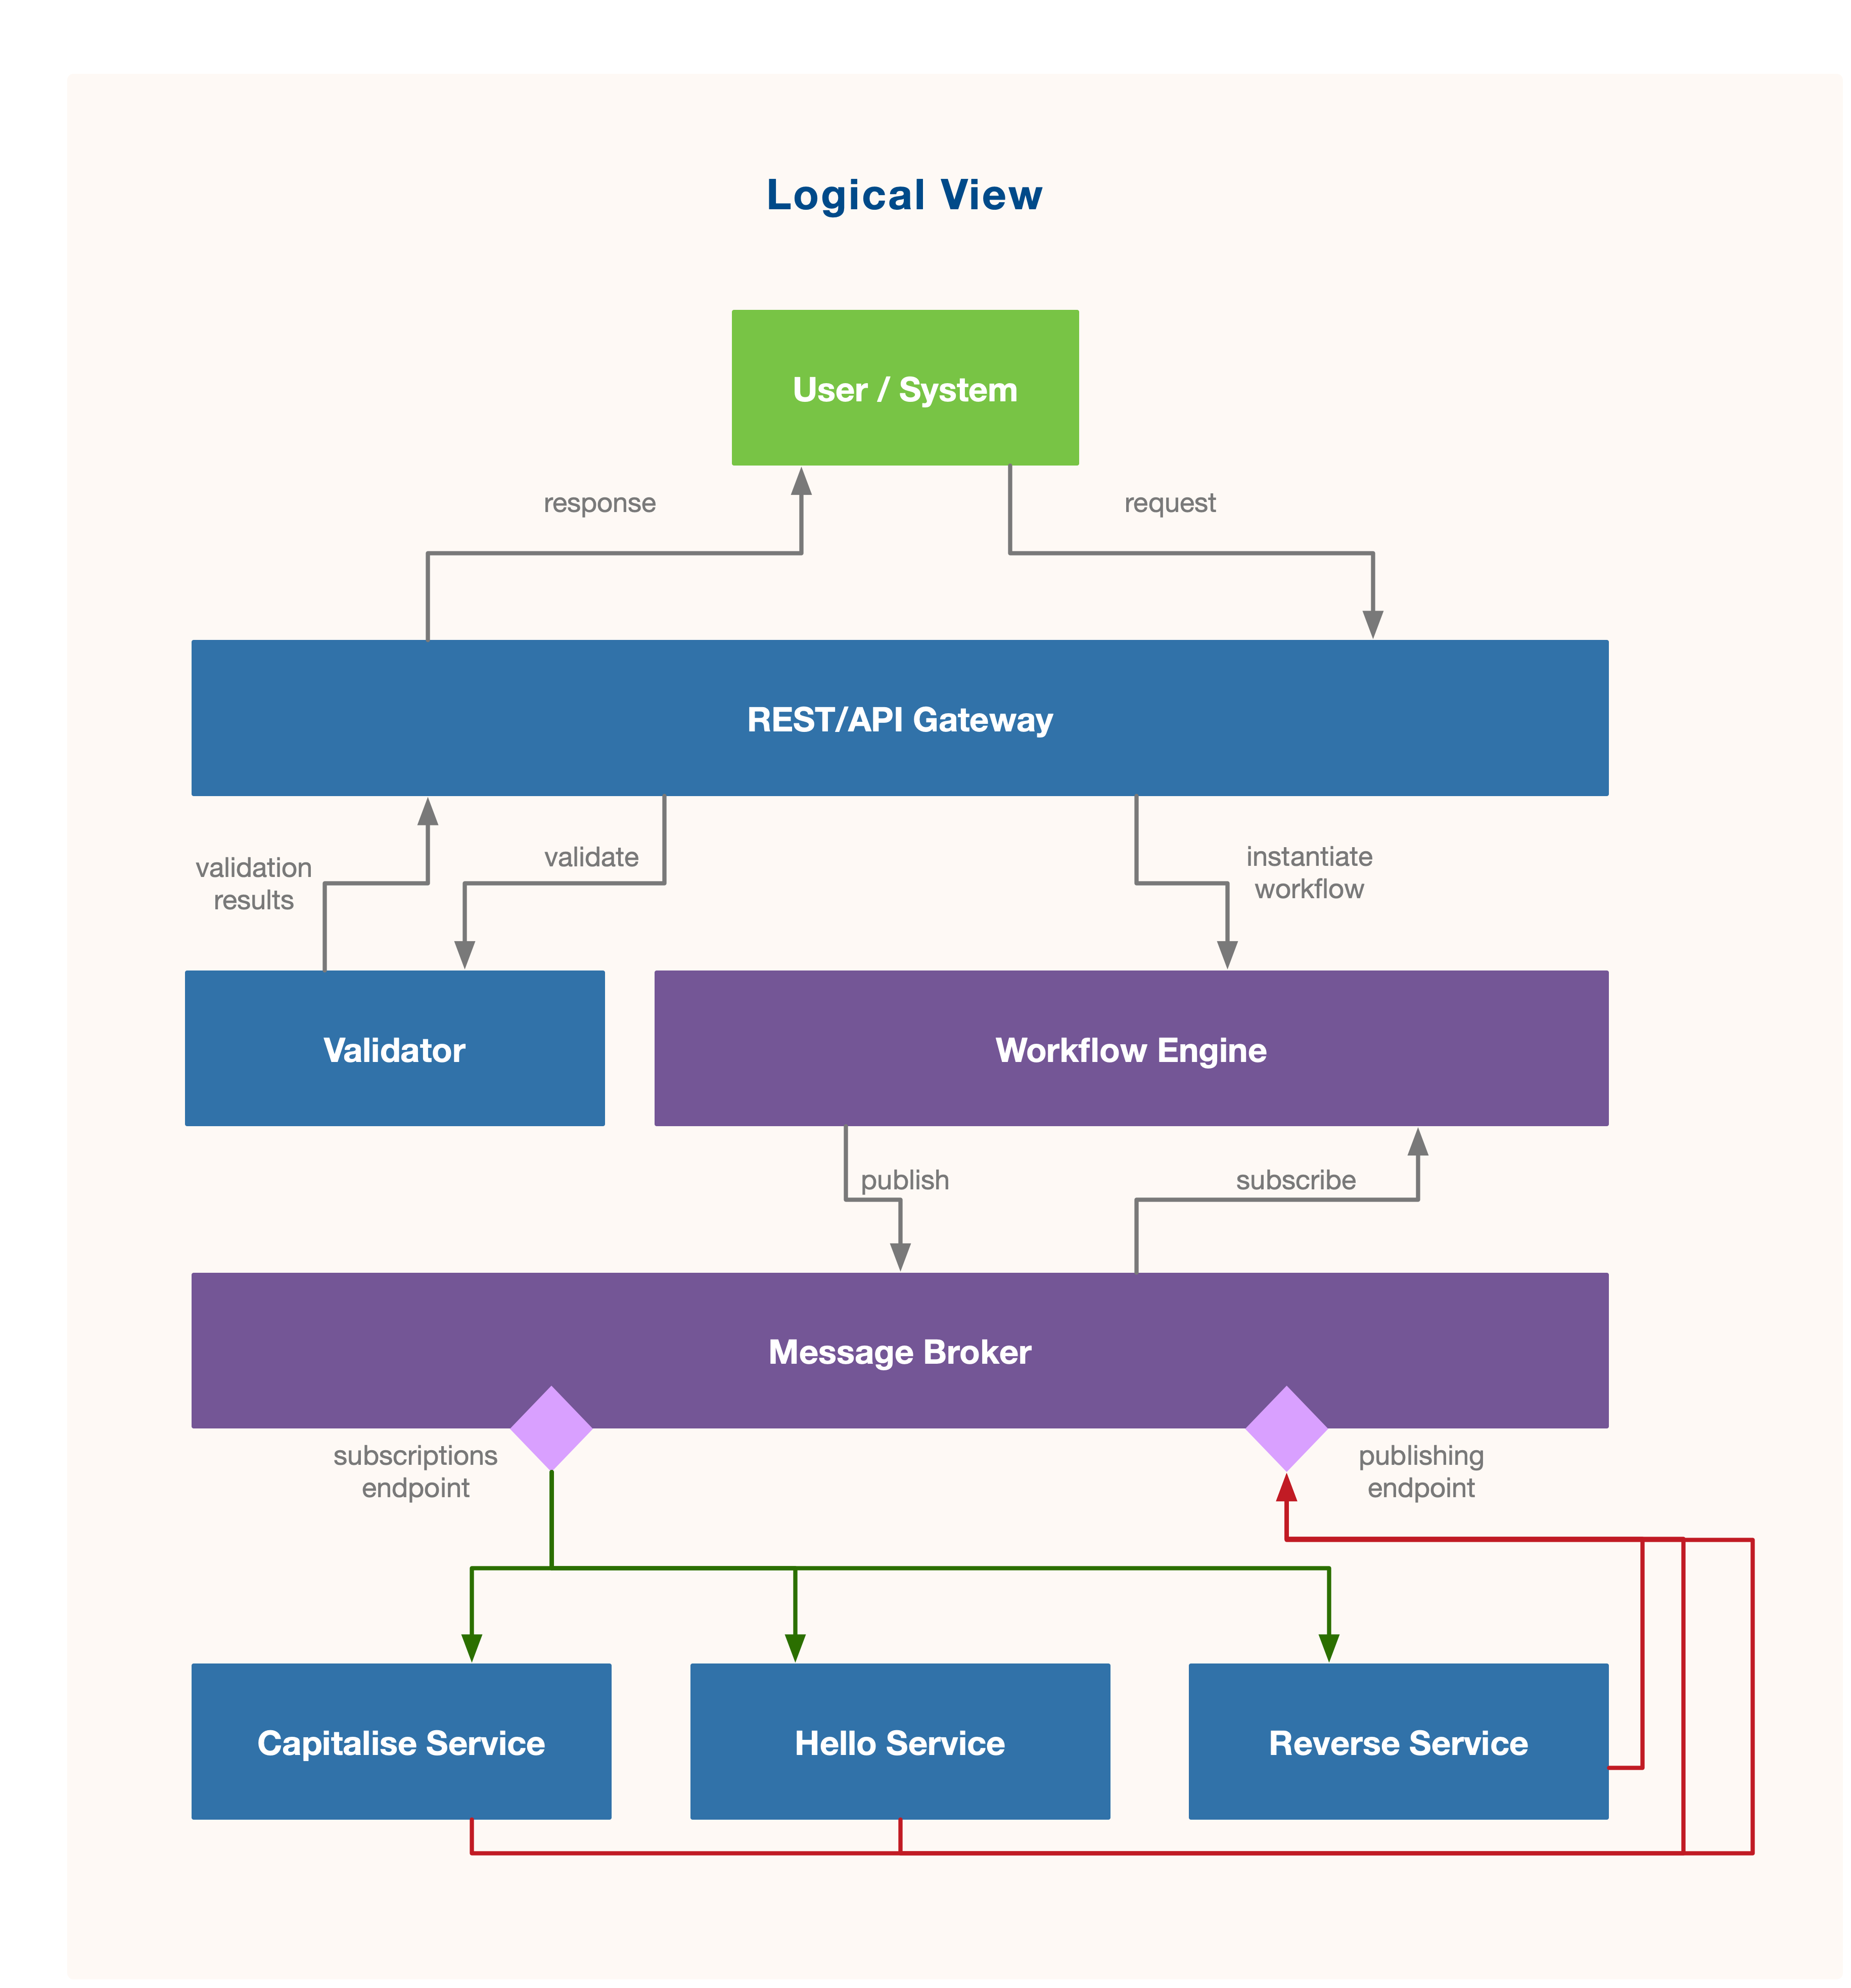 Logical View
User / System
response
request
REST/API Gateway
validation
results
validate
instantiate
workflow
Validator
Workflow Engine
publish
subscribe
Message Broker
subscriptions
endpoint
publishing
endpoint
Capitalise Service
Hello Service
Reverse Service